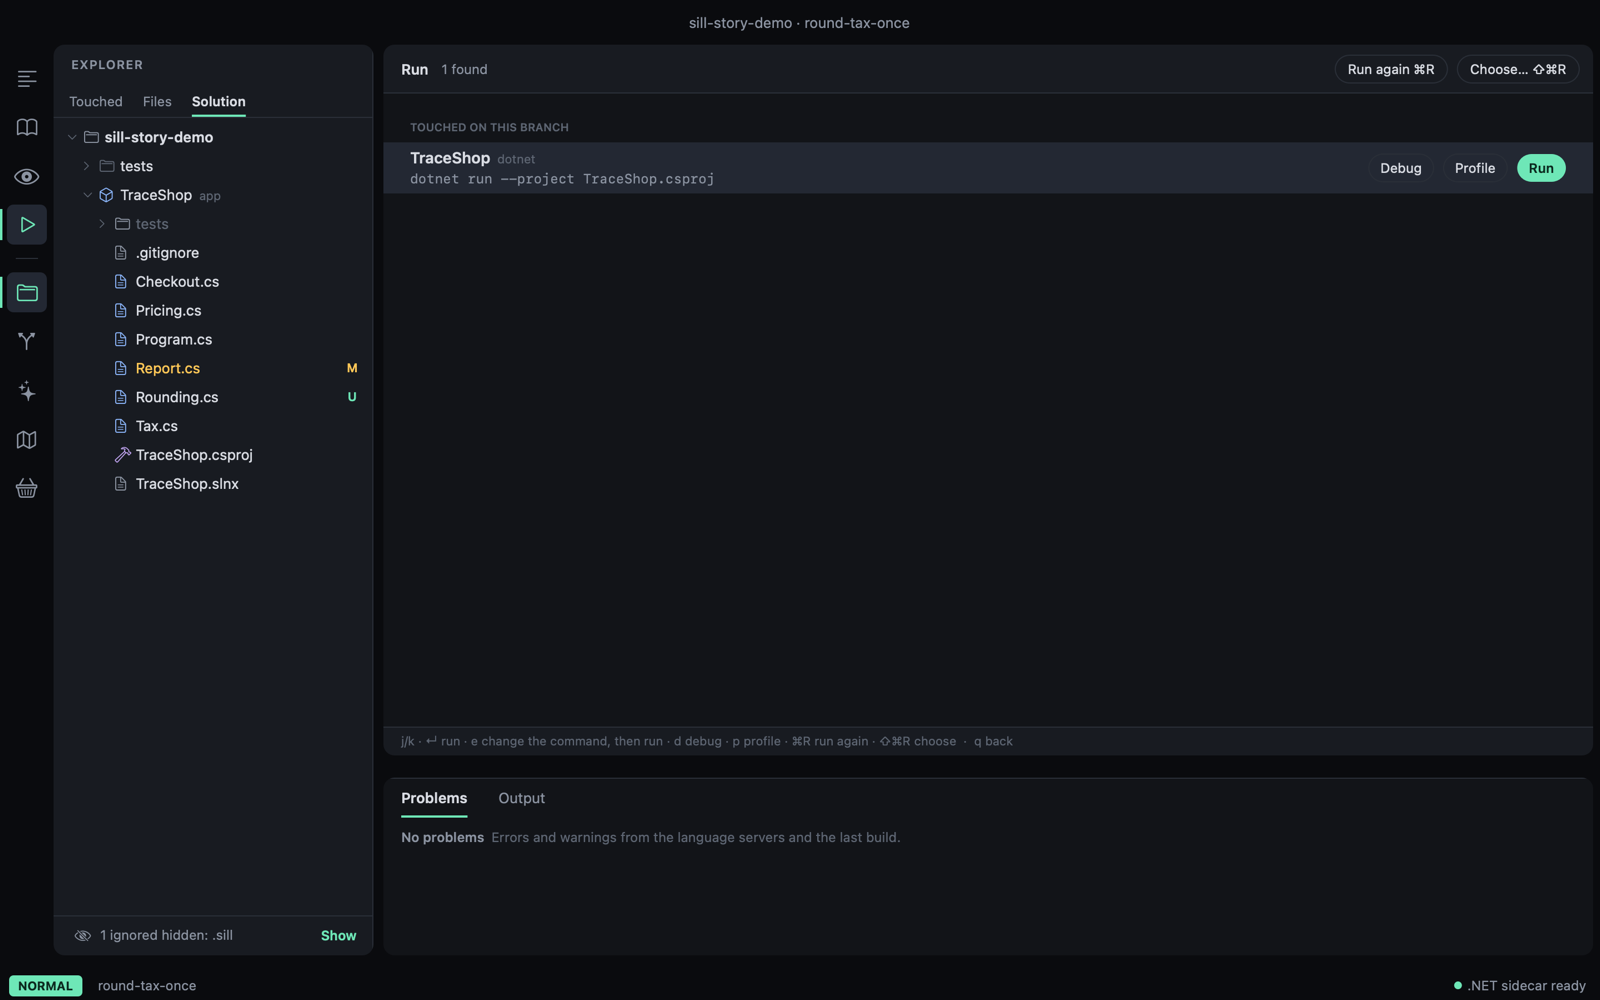 sill-story-demo · round-tax-once
EXPLORER
Touched Files Solution
sill-story-demo
tests
TraceShop app
tests
.gitignore
Checkout.cs
Pricing.cs
Program.cs
Report.cs M
Rounding.cs U
Tax.cs
TraceShop.csproj
TraceShop.slnx
1 ignored hidden: .sill Show
Run 1 found Run again ⌘R Choose... ⇧⌘R
TOUCHED ON THIS BRANCH
TraceShop dotnet
dotnet run --project TraceShop.csproj
Debug Profile Run
j/k · ↵ run · e change the command, then run · d debug · p profile · ⌘R run again · ⇧⌘R choose · q back
Problems Output
No problems Errors and warnings from the language servers and the last build.
NORMAL round-tax-once
.NET sidecar ready